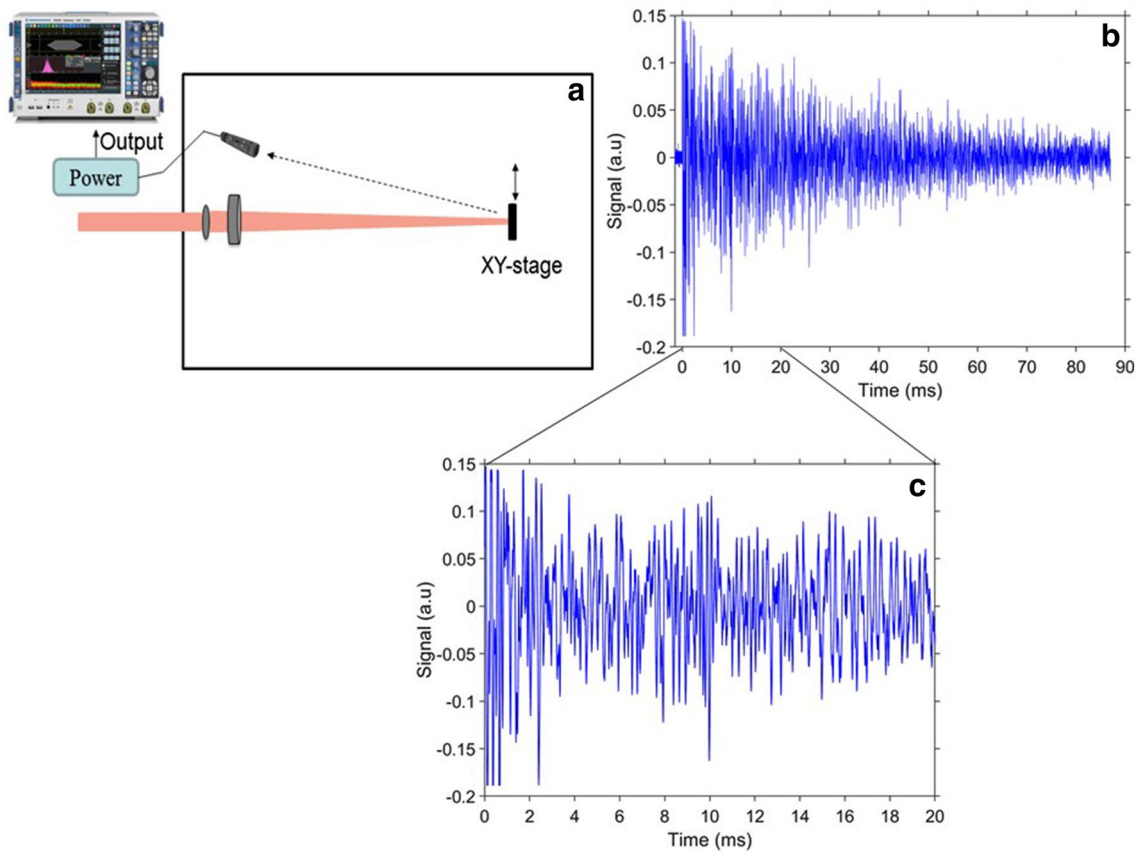 a
Output
Power
XY-stage
b
0.15
0.1
0.05
0
-0.05
-0.1
-0.15
-0.2
Signal (a.u)
0 10 20 30 40 50 60 70 80 90
Time (ms)
c
0.15
0.1
0.05
0
-0.05
-0.1
-0.15
-0.2
Signal (a.u)
0 2 4 6 8 10 12 14 16 18 20
Time (ms)